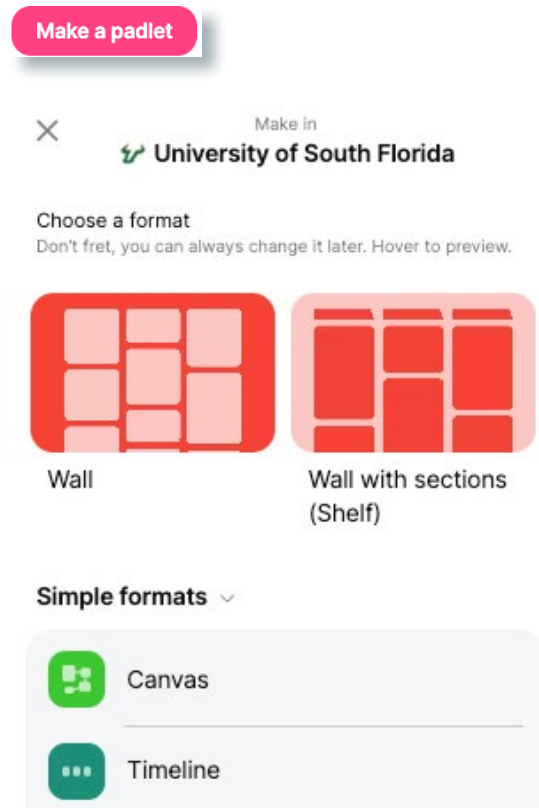 Make a padlet
Make in
University of South Florida
Choose a format
Don't fret, you can always change it later. Hover to preview.
Wall
Wall with sections
(Shelf)
Simple formats
Canvas
Timeline